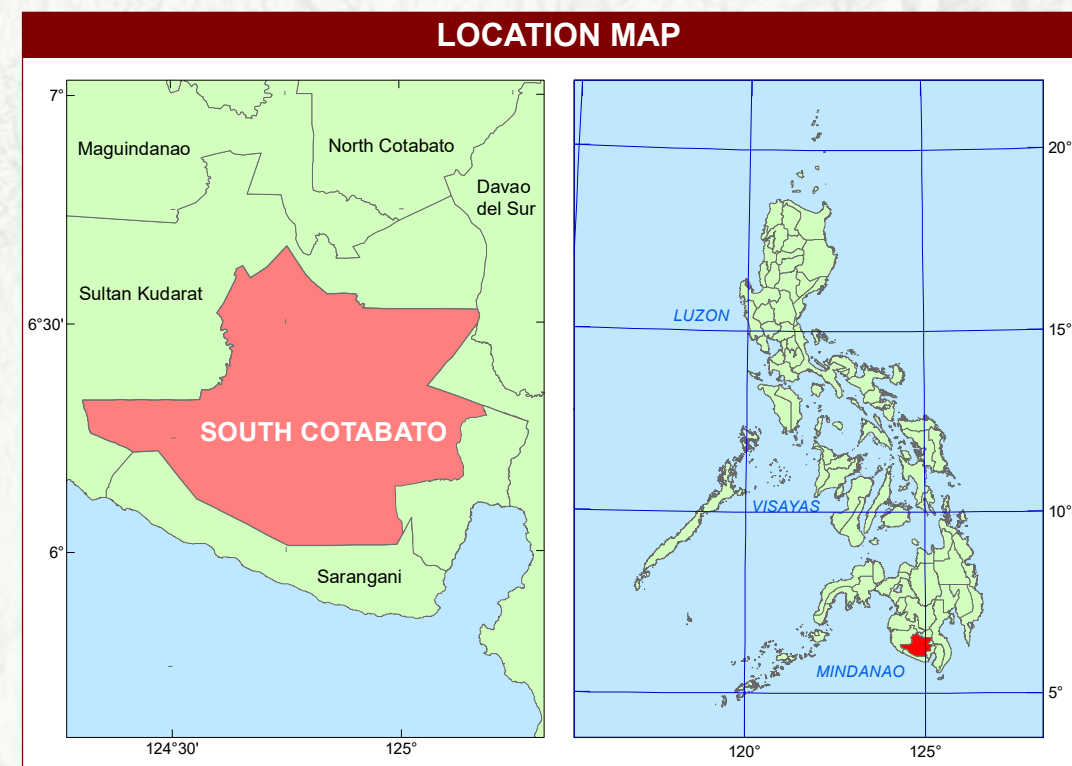 LOCATION MAP
7°
Maguindanao
North Cotabato
Davao
del Sur
Sultan Kudarat
6°30'
SOUTH COTABATO
6°
Sarangani
124°30'
125°
20°
LUZON
15°
VISAYAS
10°
MINDANAO
5°
120°
125°